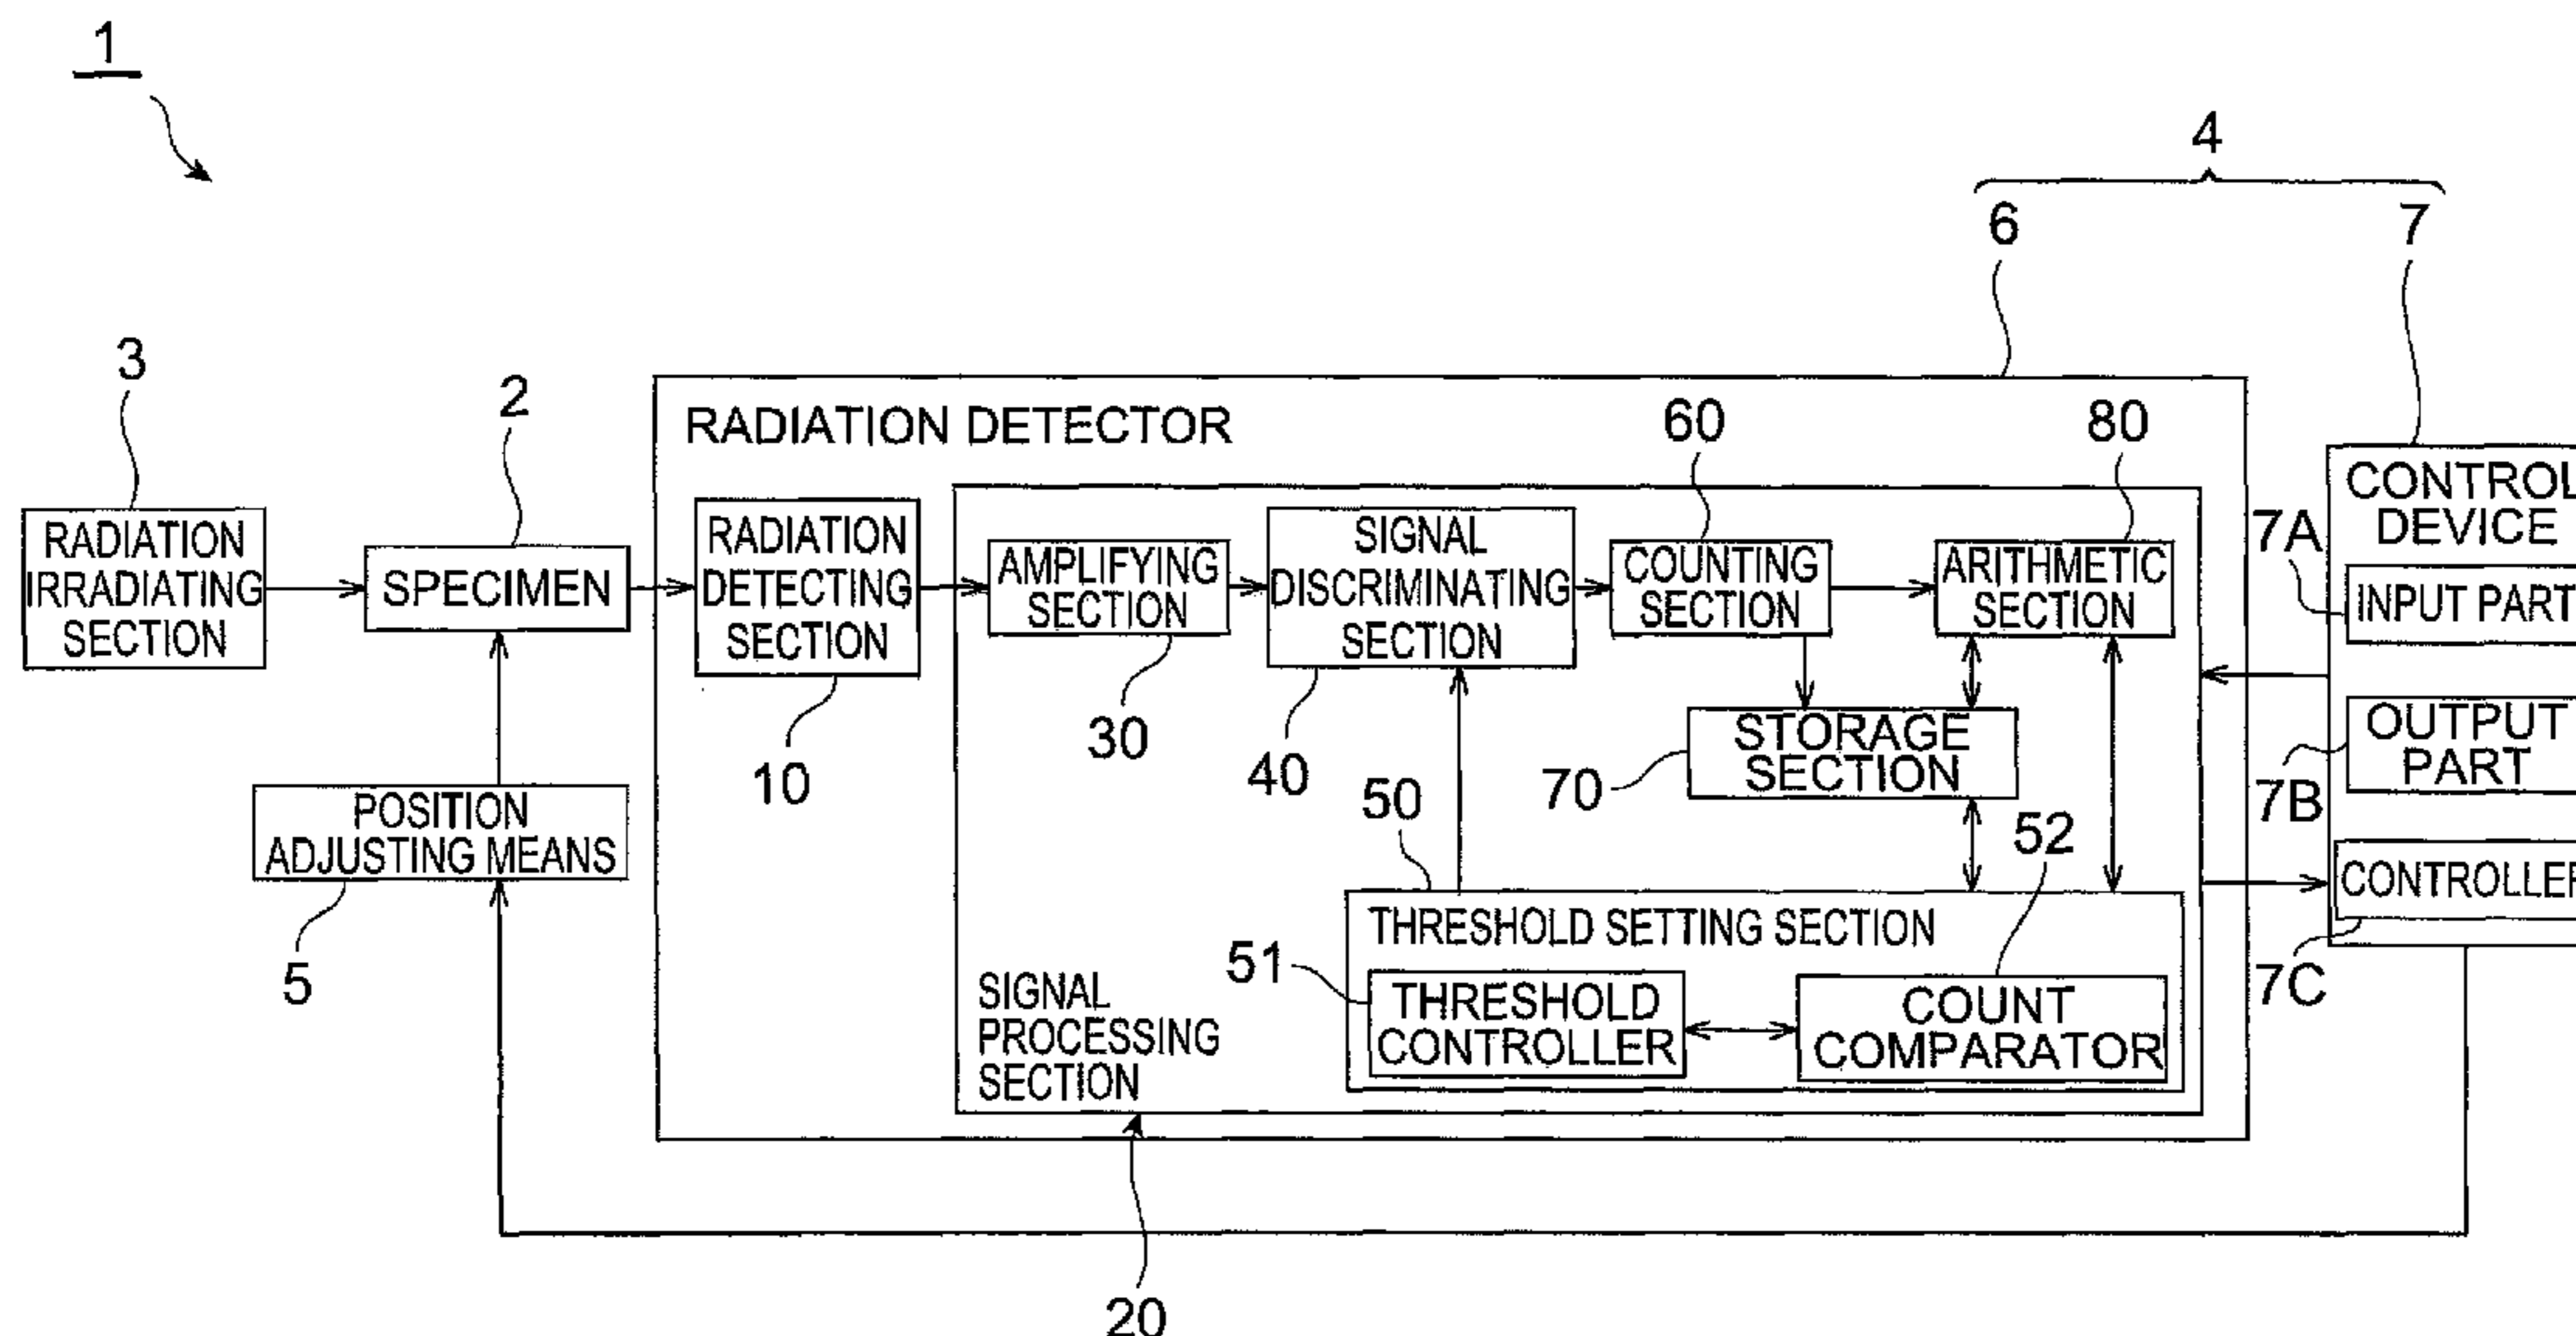 1
4
6
7
3
2
RADIATION DETECTOR
60
80
CONTROL
DEVICE
7A
INPUT PART
RADIATION
IRRADIATING
SECTION
SPECIMEN
RADIATION
DETECTING
SECTION
AMPLIFYING
SECTION
SIGNAL
DISCRIMINATING
SECTION
COUNTING
SECTION
ARITHMETIC
SECTION
10
30
40
STORAGE
SECTION
70
OUTPUT
PART
7B
POSITION
ADJUSTING MEANS
5
50
52
CONTROLLER
7C
THRESHOLD SETTING SECTION
51
THRESHOLD
CONTROLLER
COUNT
COMPARATOR
SIGNAL
PROCESSING
SECTION
20